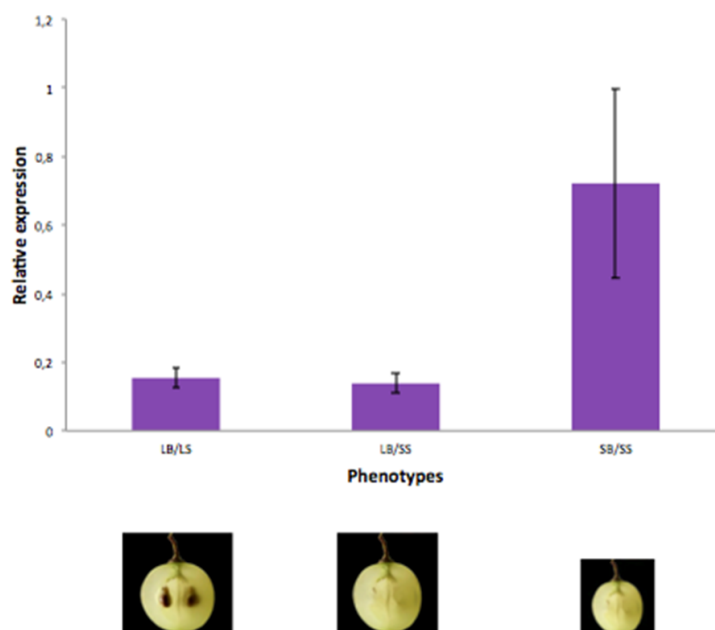 1,2
1
0,8
0,6
0,4
0,2
0
Relative expression
LB/LS LB/SS SB/SS
Phenotypes